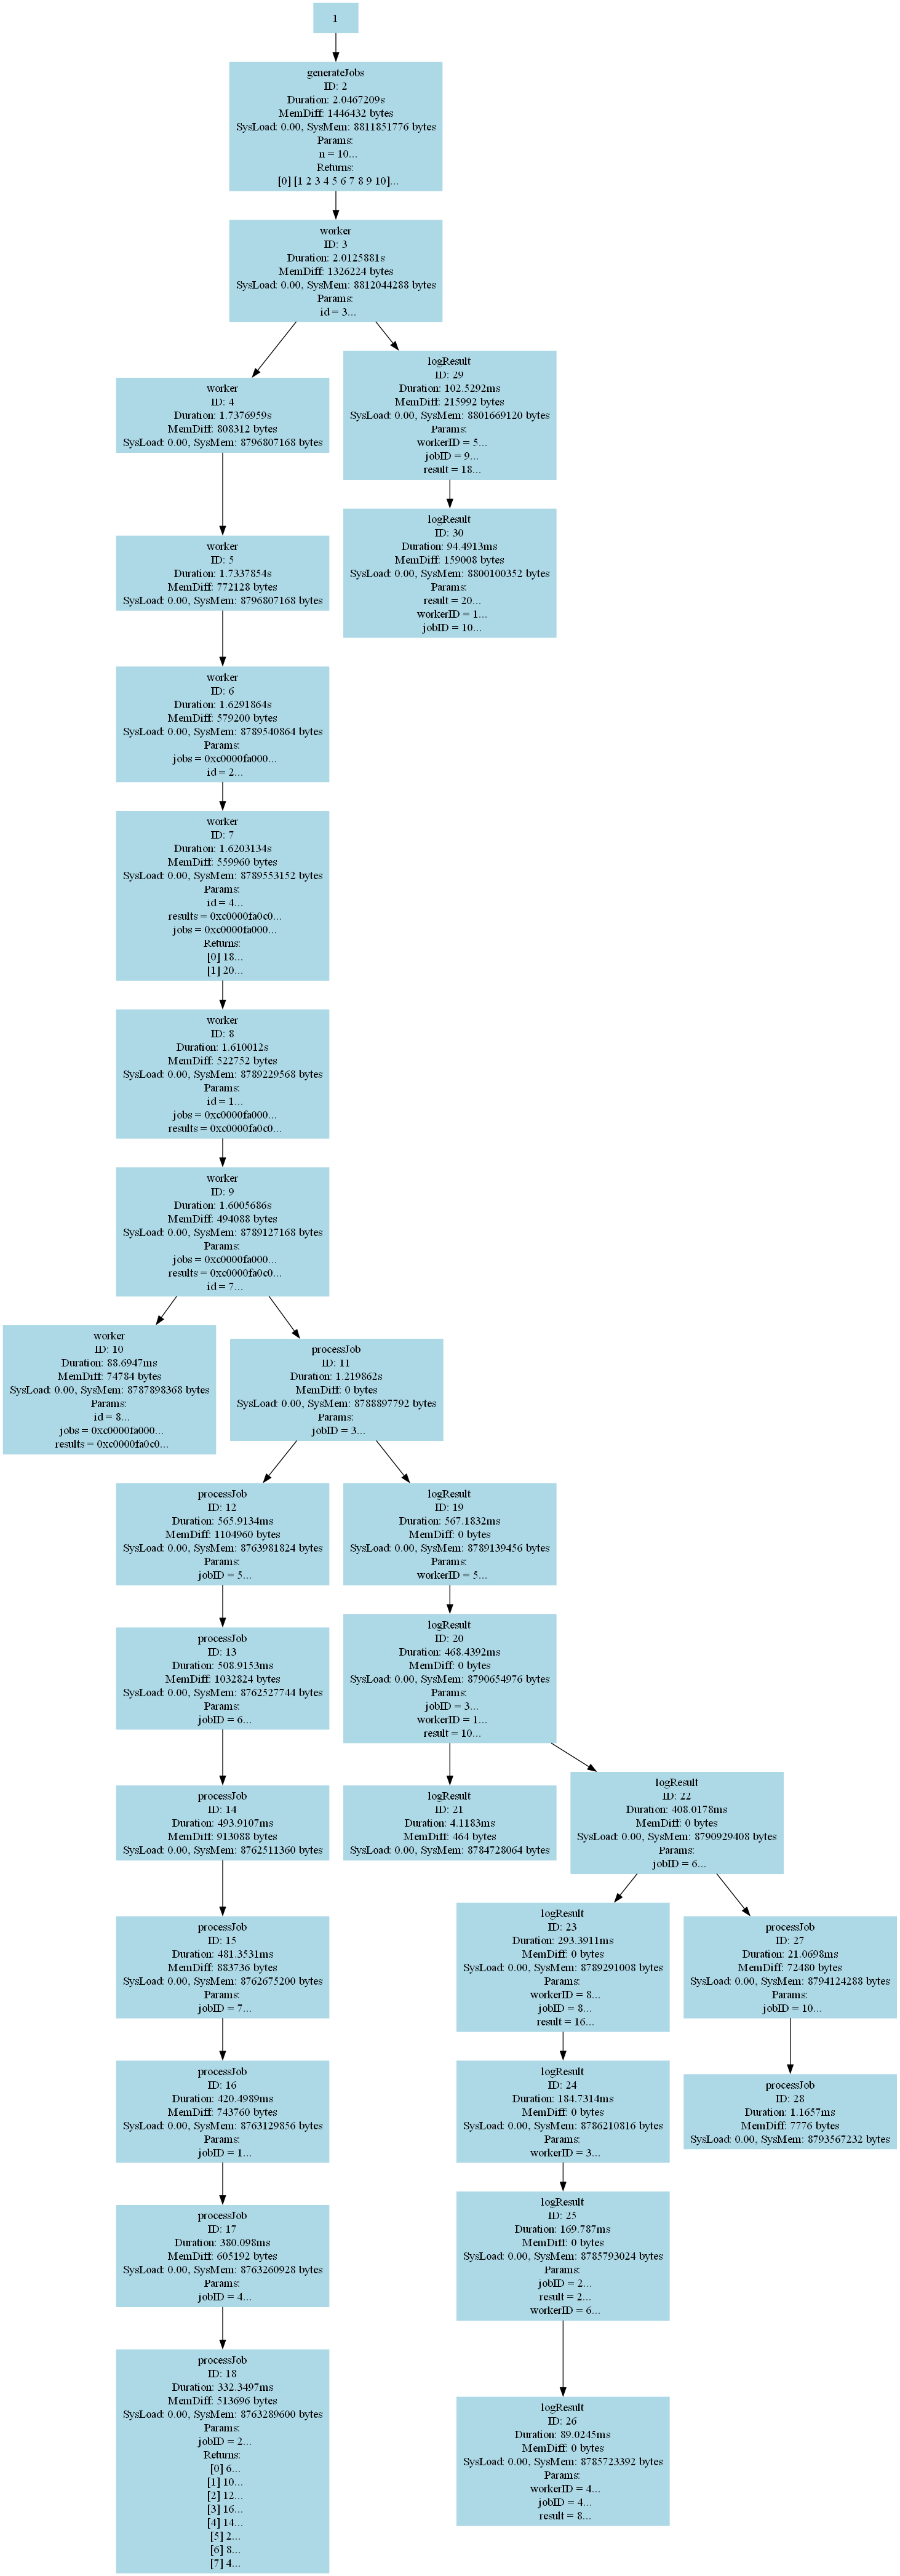 1
generateJobs
ID: 2
Duration: 2.0467209s
MemDiff: 1446432 bytes
SysLoad: 0.00, SysMem: 8811851776 bytes
Params:
n = 10...
Returns:
[0] [1 2 3 4 5 6 7 8 9 10]...
worker
ID: 3
Duration: 2.0125881s
MemDiff: 1326224 bytes
SysLoad: 0.00, SysMem: 8812044288 bytes
Params:
id = 3...
worker
ID: 4
Duration: 1.7376959s
MemDiff: 808312 bytes
SysLoad: 0.00, SysMem: 8796807168 bytes
logResult
ID: 29
Duration: 102.5292ms
MemDiff: 215992 bytes
SysLoad: 0.00, SysMem: 8801669120 bytes
Params:
workerID = 5...
jobID = 9...
result = 18...
worker
ID: 5
Duration: 1.7337854s
MemDiff: 772128 bytes
SysLoad: 0.00, SysMem: 8796807168 bytes
logResult
ID: 30
Duration: 94.4913ms
MemDiff: 159008 bytes
SysLoad: 0.00, SysMem: 8800100352 bytes
Params:
result = 20...
workerID = 1...
jobID = 10...
worker
ID: 6
Duration: 1.6291864s
MemDiff: 579200 bytes
SysLoad: 0.00, SysMem: 8789540864 bytes
Params:
jobs = 0xc0000fa000...
id = 2...
worker
ID: 7
Duration: 1.6203134s
MemDiff: 559960 bytes
SysLoad: 0.00, SysMem: 8789553152 bytes
Params:
id = 4...
results = 0xc0000fa0c0...
jobs = 0xc0000fa000...
Returns:
[0] 18...
[1] 20...
worker
ID: 8
Duration: 1.610012s
MemDiff: 522752 bytes
SysLoad: 0.00, SysMem: 8789229568 bytes
Params:
id = 1...
jobs = 0xc0000fa000...
results = 0xc0000fa0c0...
worker
ID: 9
Duration: 1.6005686s
MemDiff: 494088 bytes
SysLoad: 0.00, SysMem: 8789127168 bytes
Params:
jobs = 0xc0000fa000...
results = 0xc0000fa0c0...
id = 7...
worker
ID: 10
Duration: 88.6947ms
MemDiff: 74784 bytes
SysLoad: 0.00, SysMem: 8787898368 bytes
Params:
id = 8...
jobs = 0xc0000fa000...
results = 0xc0000fa0c0...
processJob
ID: 11
Duration: 1.219862s
MemDiff: 0 bytes
SysLoad: 0.00, SysMem: 8788897792 bytes
Params:
jobID = 3...
processJob
ID: 12
Duration: 565.9134ms
MemDiff: 1104960 bytes
SysLoad: 0.00, SysMem: 8763981824 bytes
Params:
jobID = 5...
logResult
ID: 19
Duration: 567.1832ms
MemDiff: 0 bytes
SysLoad: 0.00, SysMem: 8789139456 bytes
Params:
workerID = 5...
processJob
ID: 13
Duration: 508.9153ms
MemDiff: 1032824 bytes
SysLoad: 0.00, SysMem: 8762527744 bytes
Params:
jobID = 6...
logResult
ID: 20
Duration: 468.4392ms
MemDiff: 0 bytes
SysLoad: 0.00, SysMem: 8790654976 bytes
Params:
jobID = 3...
workerID = 1...
result = 10...
processJob
ID: 14
Duration: 493.9107ms
MemDiff: 913088 bytes
SysLoad: 0.00, SysMem: 8762511360 bytes
logResult
ID: 21
Duration: 4.1183ms
MemDiff: 464 bytes
SysLoad: 0.00, SysMem: 8784728064 bytes
logResult
ID: 22
Duration: 408.0178ms
MemDiff: 0 bytes
SysLoad: 0.00, SysMem: 8790929408 bytes
Params:
jobID = 6...
processJob
ID: 15
Duration: 481.3531ms
MemDiff: 883736 bytes
SysLoad: 0.00, SysMem: 8762675200 bytes
Params:
jobID = 7...
logResult
ID: 23
Duration: 293.3911ms
MemDiff: 0 bytes
SysLoad: 0.00, SysMem: 8789291008 bytes
Params:
workerID = 8...
jobID = 8...
result = 16...
processJob
ID: 27
Duration: 21.0698ms
MemDiff: 72480 bytes
SysLoad: 0.00, SysMem: 8794124288 bytes
Params:
jobID = 10...
processJob
ID: 16
Duration: 420.4989ms
MemDiff: 743760 bytes
SysLoad: 0.00, SysMem: 8763129856 bytes
Params:
jobID = 1...
logResult
ID: 24
Duration: 184.7314ms
MemDiff: 0 bytes
SysLoad: 0.00, SysMem: 8786210816 bytes
Params:
workerID = 3...
processJob
ID: 28
Duration: 1.1657ms
MemDiff: 7776 bytes
SysLoad: 0.00, SysMem: 8793567232 bytes
processJob
ID: 17
Duration: 380.098ms
MemDiff: 605192 bytes
SysLoad: 0.00, SysMem: 8763260928 bytes
Params:
jobID = 4...
logResult
ID: 25
Duration: 169.787ms
MemDiff: 0 bytes
SysLoad: 0.00, SysMem: 8785793024 bytes
Params:
jobID = 2...
result = 2...
workerID = 6...
processJob
ID: 18
Duration: 332.3497ms
MemDiff: 513696 bytes
SysLoad: 0.00, SysMem: 8763289600 bytes
Params:
jobID = 2...
Returns:
[0] 6...
[1] 10...
[2] 12...
[3] 16...
[4] 14...
[5] 2...
[6] 8...
[7] 4...
logResult
ID: 26
Duration: 89.0245ms
MemDiff: 0 bytes
SysLoad: 0.00, SysMem: 8785723392 bytes
Params:
workerID = 4...
jobID = 4...
result = 8...